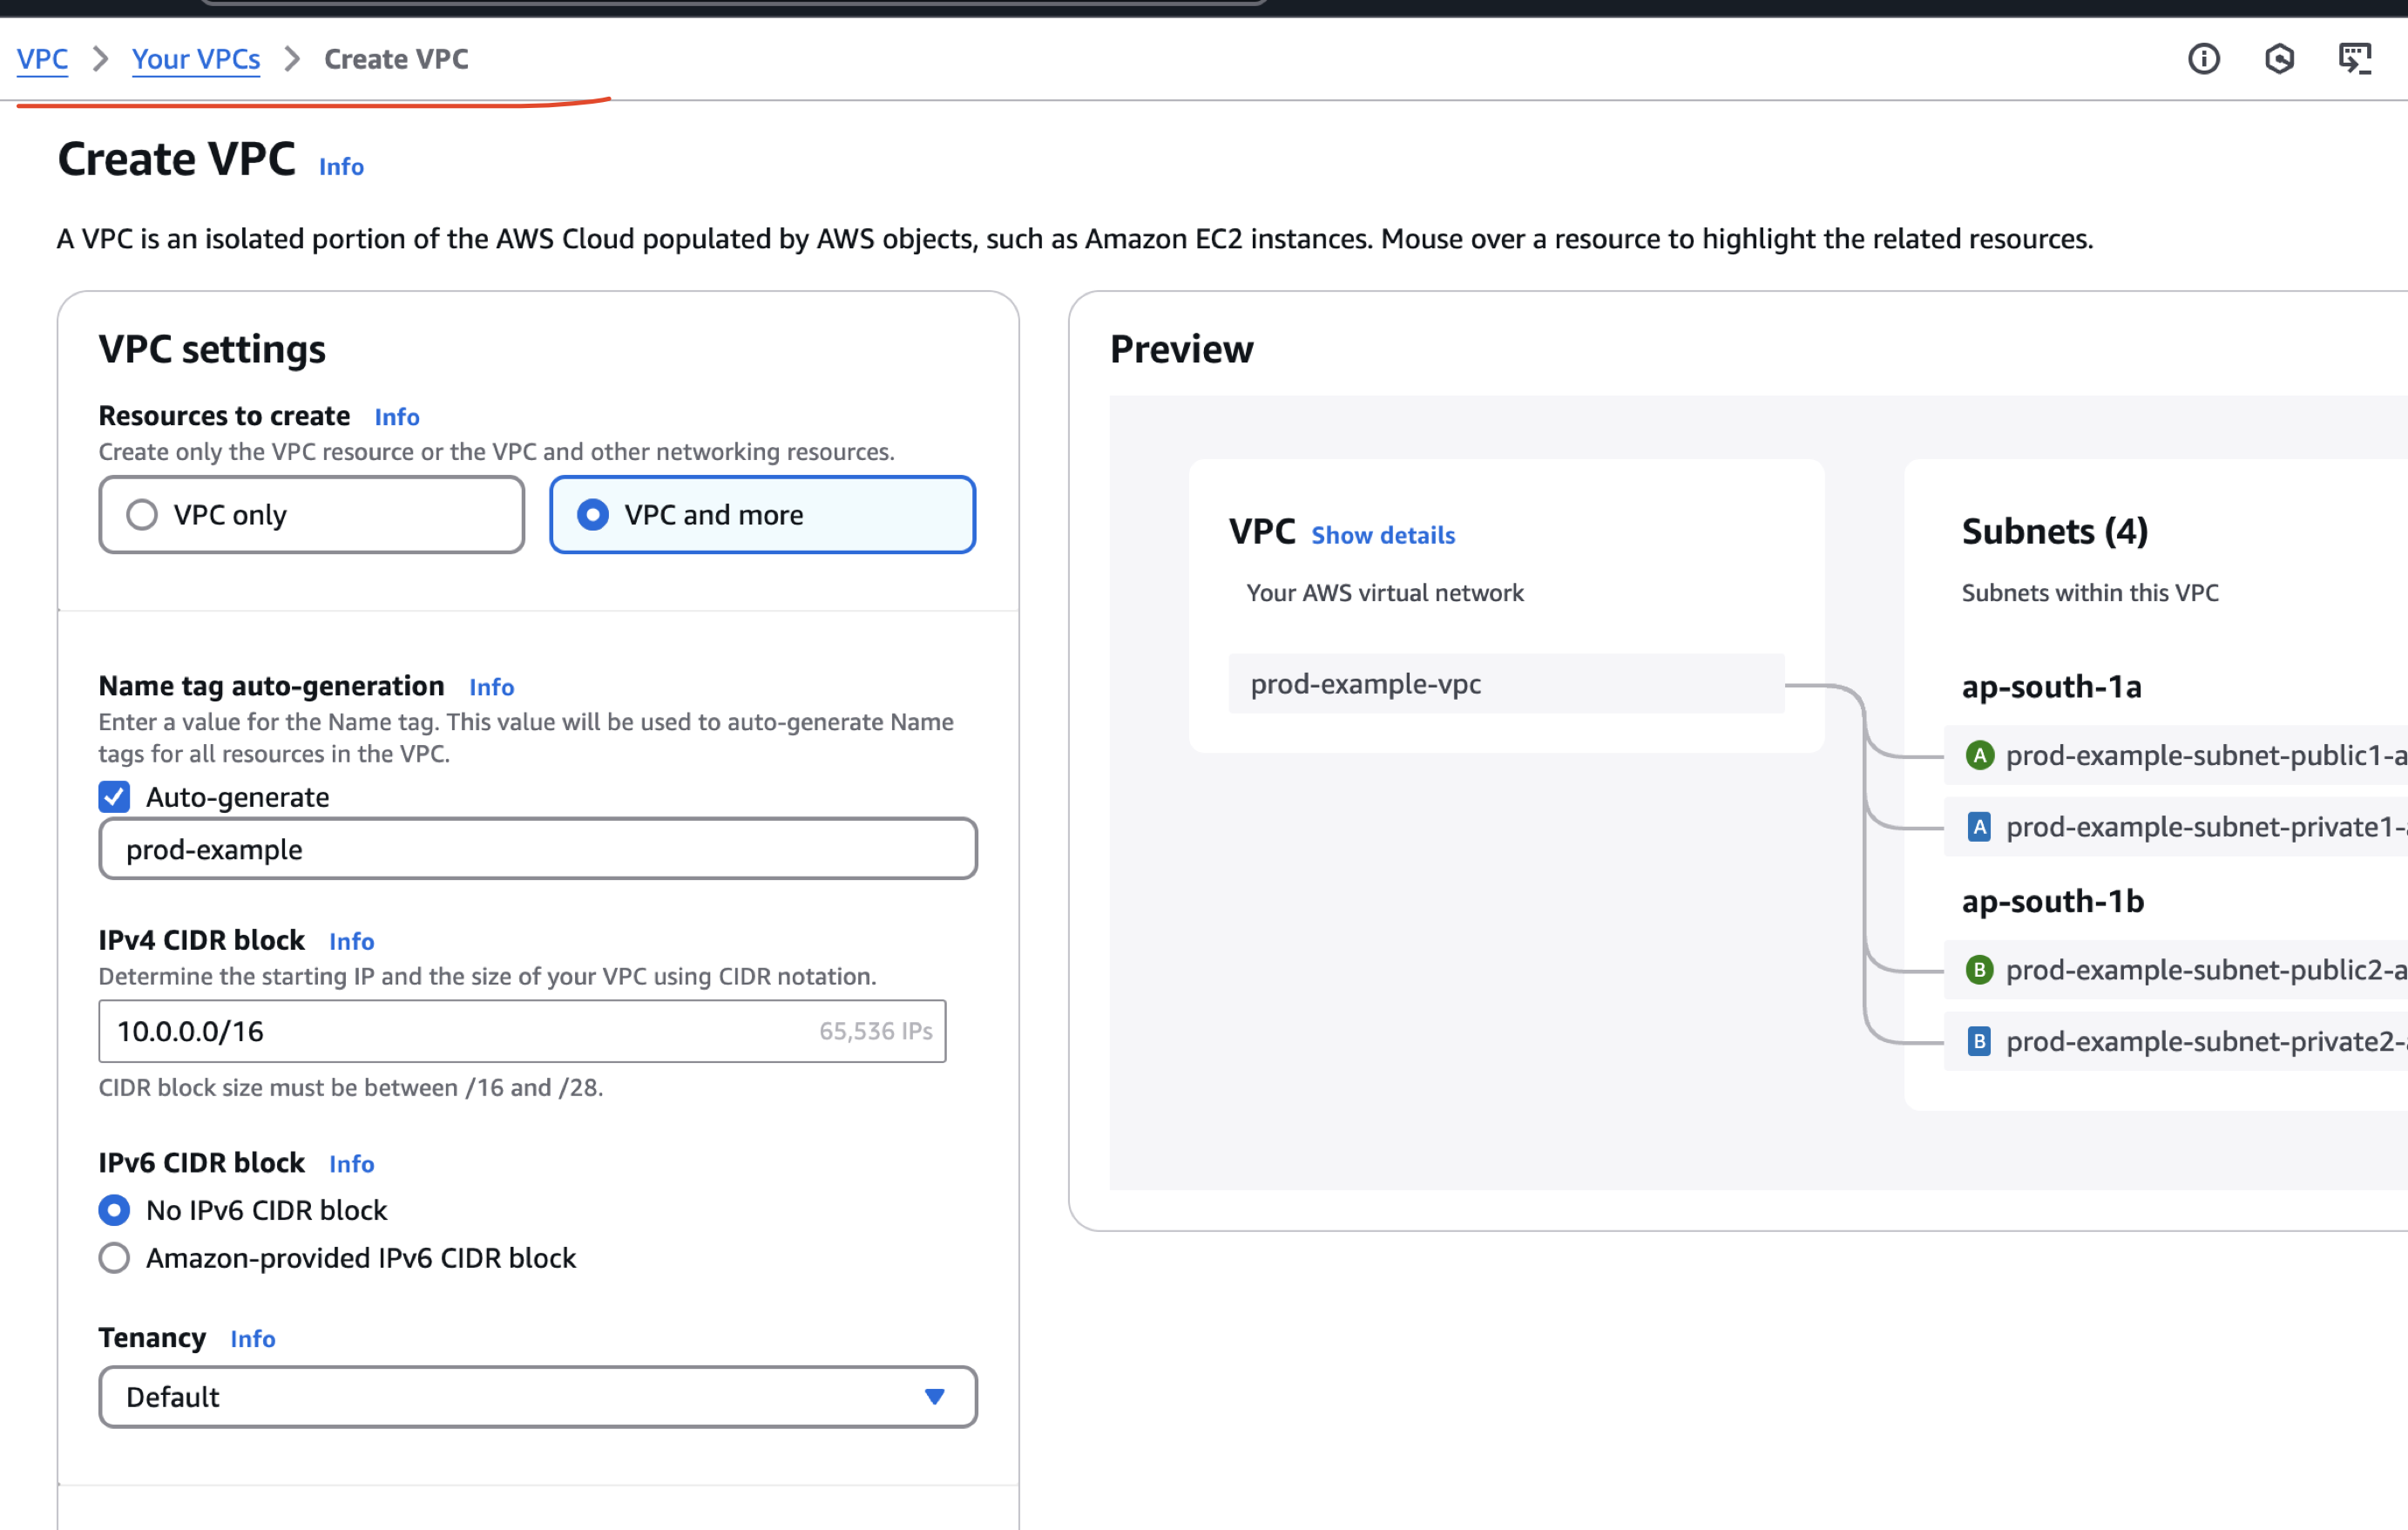 VPC > Your VPCs > Create VPC
Create VPC Info
A VPC is an isolated portion of the AWS Cloud populated by AWS objects, such as Amazon EC2 instances. Mouse over a resource to highlight the related resources.
VPC settings
Resources to create Info
Create only the VPC resource or the VPC and other networking resources.
VPC only
VPC and more
Name tag auto-generation Info
Enter a value for the Name tag. This value will be used to auto-generate Name
tags for all resources in the VPC.
Auto-generate
prod-example
IPv4 CIDR block Info
Determine the starting IP and the size of your VPC using CIDR notation.
10.0.0.0/16 65,536 IPs
CIDR block size must be between /16 and /28.
IPv6 CIDR block Info
No IPv6 CIDR block
Amazon-provided IPv6 CIDR block
Tenancy Info
Default
Preview
VPC Show details
Your AWS virtual network
prod-example-vpc
Subnets (4)
Subnets within this VPC
ap-south-1a
A prod-example-subnet-public1-a
A prod-example-subnet-private1-
ap-south-1b
B prod-example-subnet-public2-a
B prod-example-subnet-private2-